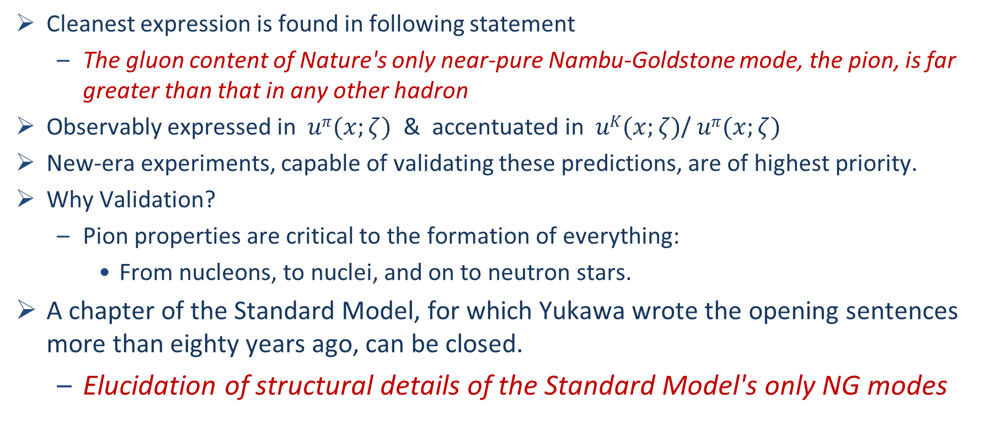 ➢ Cleanest expression is found in following statement
– The gluon content of Nature's only near-pure Nambu-Goldstone mode, the pion, is far
greater than that in any other hadron
➢ Observably expressed in u^π(x; ζ) & accentuated in u^K(x; ζ)/ u^π(x; ζ)
➢ New-era experiments, capable of validating these predictions, are of highest priority.
➢ Why Validation?
– Pion properties are critical to the formation of everything:
• From nucleons, to nuclei, and on to neutron stars.
➢ A chapter of the Standard Model, for which Yukawa wrote the opening sentences
more than eighty years ago, can be closed.
– Elucidation of structural details of the Standard Model's only NG modes